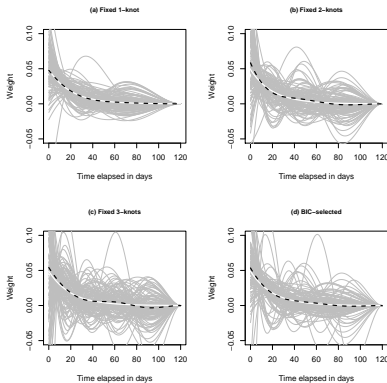 (a) Fixed 1−knot
Weight
0.10
0.05
0.00
−0.05
0 20 40 60 80 100 120
Time elapsed in days
(b) Fixed 2−knots
Weight
0.10
0.05
0.00
−0.05
0 20 40 60 80 100 120
Time elapsed in days
(c) Fixed 3−knots
Weight
0.10
0.05
0.00
−0.05
0 20 40 60 80 100 120
Time elapsed in days
(d) BIC−selected
Weight
0.10
0.05
0.00
−0.05
0 20 40 60 80 100 120
Time elapsed in days